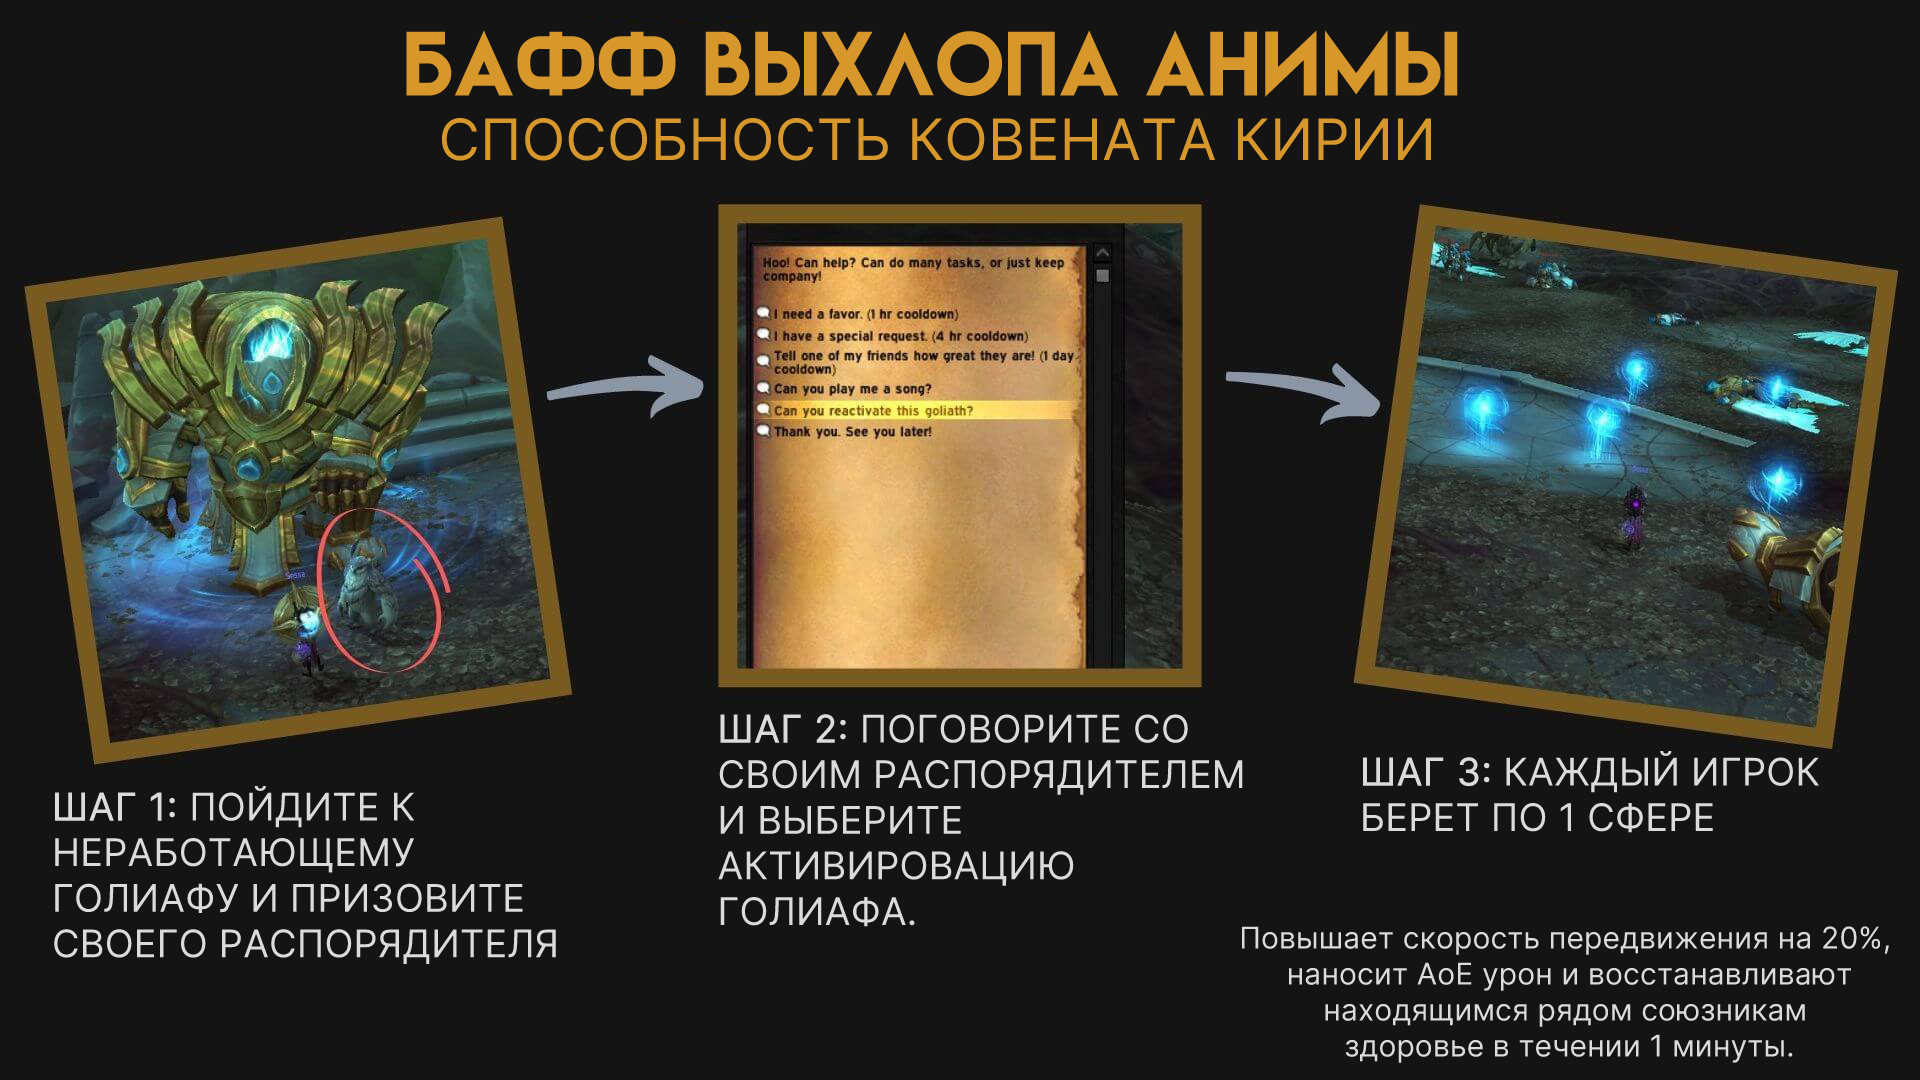 БАФФ ВЫХЛОПА АНИМЫ
СПОСОБНОСТЬ КОВЕНАТА КИРИИ
Sessa
ШАГ 1: ПОЙДИТЕ К
НЕРАБОТАЮЩЕМУ
ГОЛИАФУ И ПРИЗОВИТЕ
СВОЕГО РАСПОРЯДИТЕЛЯ
Hoo! Can help? Can do many tasks, or just keep
company!
I need a favor. (1 hr cooldown)
I have a special request. (4 hr cooldown)
Tell one of my friends how great they are! (1 day
cooldown)
Can you play me a song?
Can you reactivate this goliath?
Thank you. See you later!
ШАГ 2: ПОГОВОРИТЕ СО
СВОИМ РАСПОРЯДИТЕЛЕМ
И ВЫБЕРИТЕ
АКТИВИРОВАЦИЮ
ГОЛИАФА.
Sessa
ШАГ 3: КАЖДЫЙ ИГРОК
БЕРЕТ ПО 1 СФЕРЕ
Повышает скорость передвижения на 20%,
наносит АоЕ урон и восстанавливают
находящимся рядом союзникам
здоровье в течении 1 минуты.